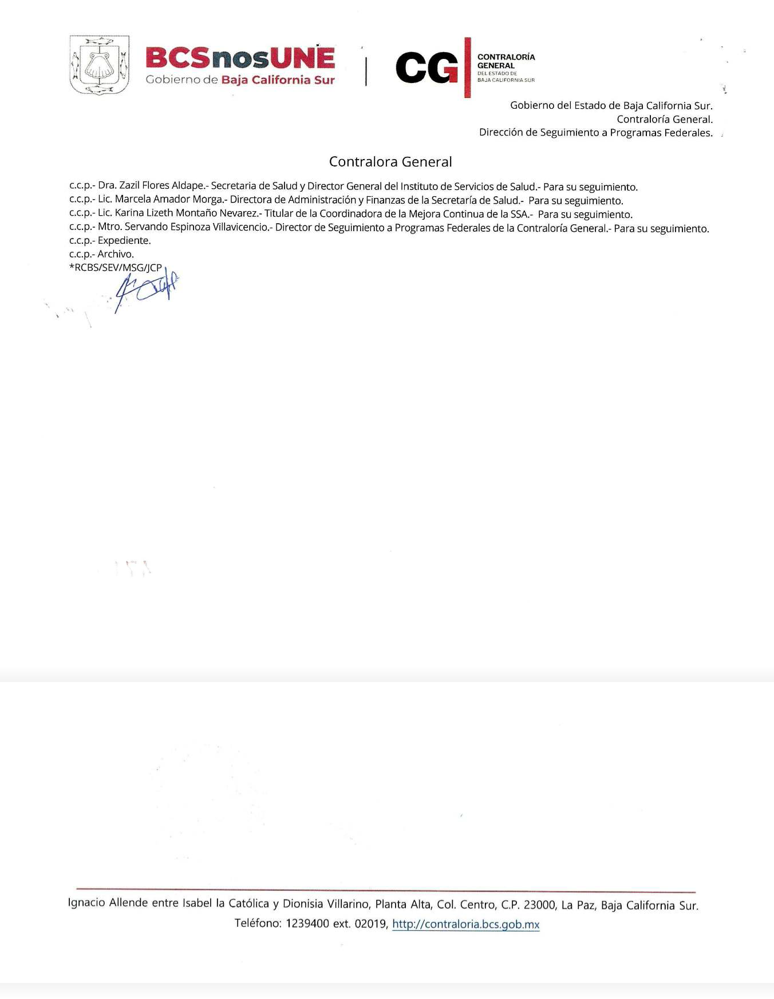 BCSnosUNE
Gobierno de Baja California Sur
CG
CONTRALORÍA
GENERAL
DEL ESTADO DE
BAJA CALIFORNIA SUR
Gobierno del Estado de Baja California Sur.
Contraloría General.
Dirección de Seguimiento a Programas Federales.
Contralora General
c.c.p.- Dra. Zazil Flores Aldape.- Secretaria de Salud y Director General del Instituto de Servicios de Salud.- Para su seguimiento.
c.c.p.- Lic. Marcela Amador Morga.- Directora de Administración y Finanzas de la Secretaría de Salud.- Para su seguimiento.
c.c.p.- Lic. Karina Lizeth Montaño Nevarez.- Titular de la Coordinadora de la Mejora Continua de la SSA.- Para su seguimiento.
c.c.p.- Mtro. Servando Espinoza Villavicencio.- Director de Seguimiento a Programas Federales de la Contraloría General.- Para su seguimiento.
c.c.p.- Expediente.
c.c.p.- Archivo.
*RCBS/SEV/MSG/JCP
Ignacio Allende entre Isabel la Católica y Dionisia Villarino, Planta Alta, Col. Centro, C.P. 23000, La Paz, Baja California Sur.
Teléfono: 1239400 ext. 02019, http://contraloria.bcs.gob.mx